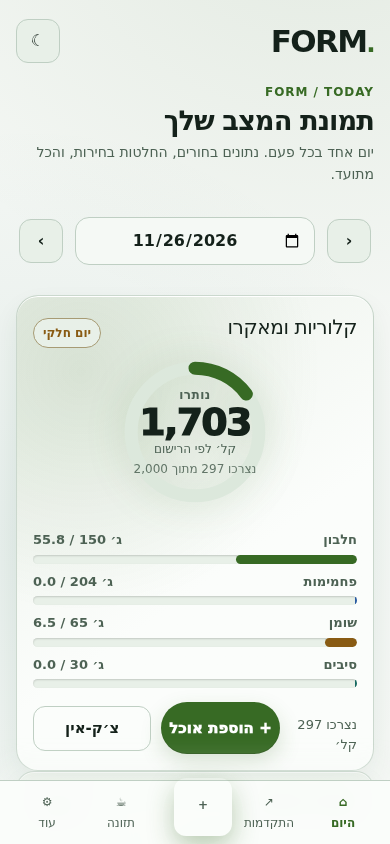 FORM.
FORM / TODAY
תמונת המצב שלך
יום אחד בכל פעם. נתונים בחורים, החלטות בחירות, והכל
מתועד.
11/26/2026
קלוריות ומאקרו
יום חלקי
נותרו
1,703
קל׳ לפי הרישום
נצרכו 297 מתוך 2,000
חלבון
55.8 / 150 ג׳
פחמימות
0.0 / 204 ג׳
שומן
6.5 / 65 ג׳
סיבים
0.0 / 30 ג׳
נצרכו 297
קל׳
+ הוספת אוכל
צ׳ק-אין
היום
התקדמות
+
תזונה
עוד